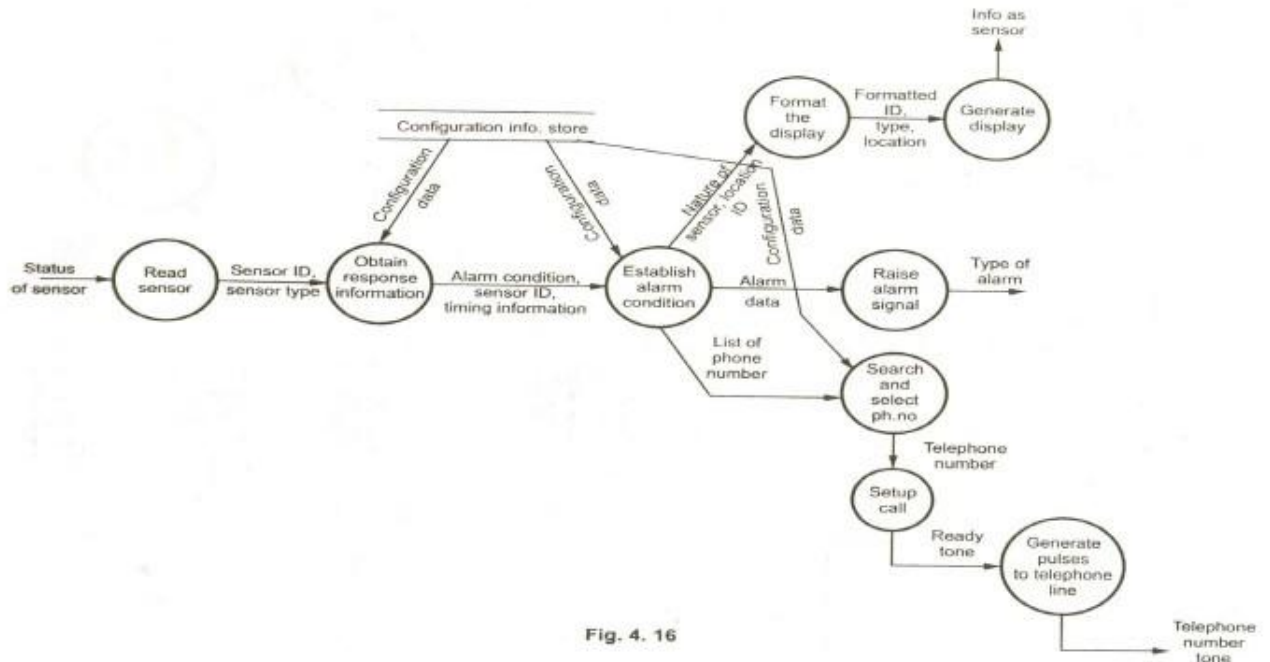 Info as
sensor
Format
the
display
Formatted
ID,
type,
location
Generate
display
Configuration info. store
Configuration
data
Configuration
data
Nature of
sensor, location
ID
Configuration
data
Status
of sensor
Read
sensor
Sensor ID,
sensor type
Obtain
response
information
Alarm condition,
sensor ID,
timing information
Establish
alarm
condition
Alarm
data
Raise
alarm
signal
Type of
alarm
List of
phone
number
Search
and
select
ph.no
Telephone
number
Setup
call
Ready
tone
Generate
pulses
to telephone
line
Telephone
number
tone
Fig. 4. 16